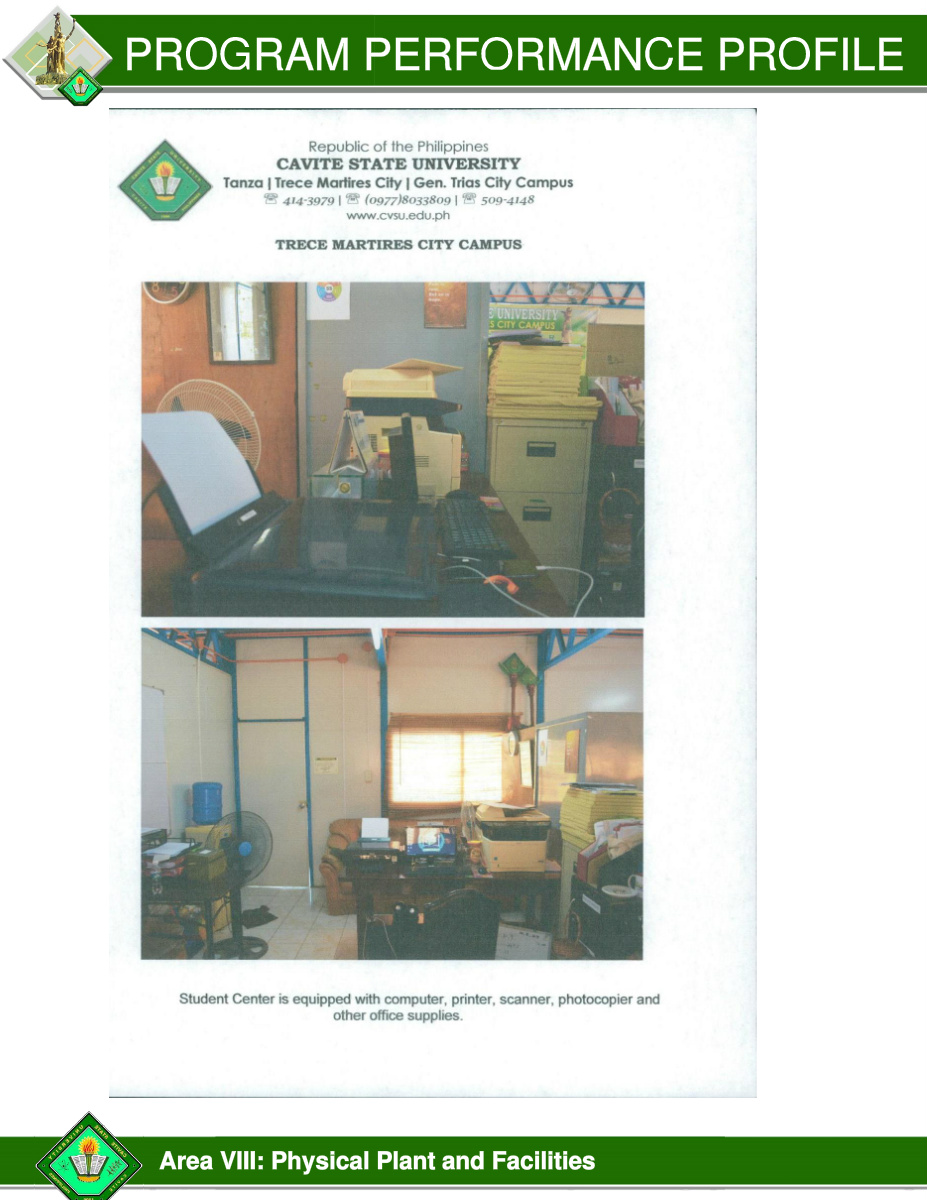 PROGRAM PERFORMANCE PROFILE
Republic of the Philippines
CAVITE STATE UNIVERSITY
Tanza | Trece Martires City | Gen. Trias City Campus
☏ 414-3979 | ☏ (0977)8033809 | ☏ 509-4148
www.cvsu.edu.ph
TRECE MARTIRES CITY CAMPUS
E UNIVERSITY
S CITY CAMPUS
Student Center is equipped with computer, printer, scanner, photocopier and
other office supplies.
Area VIII: Physical Plant and Facilities